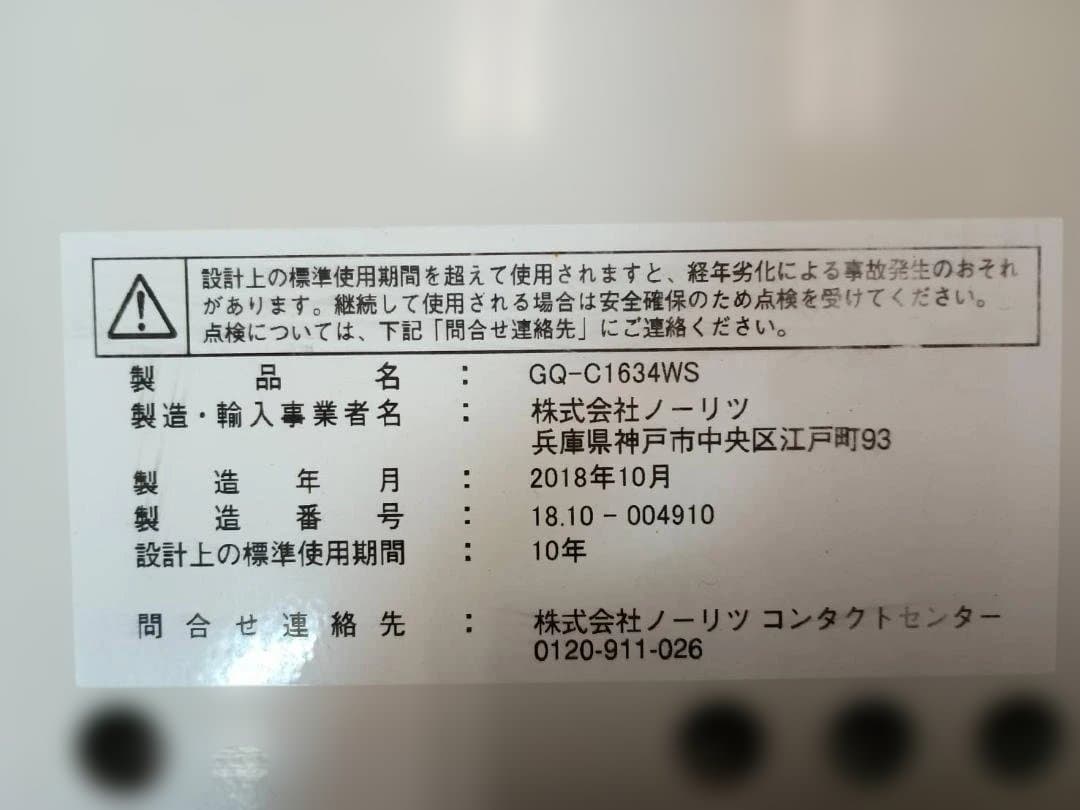 設計上の標準使用期間を超えて使用されますと、経年劣化による事故発生のおそれ
があります。継続して使用される場合は安全確保のため点検を受けてください。
点検については、下記「問合せ連絡先」にご連絡ください。
製品名 : GQ-C1634WS
製造・輸入事業者名 : 株式会社ノーリツ
兵庫県神戸市中央区江戸町93
製造年月 : 2018年10月
製造番号 : 18.10 - 004910
設計上の標準使用期間 : 10年
問合せ連絡先 : 株式会社ノーリツ コンタクトセンター
0120-911-026